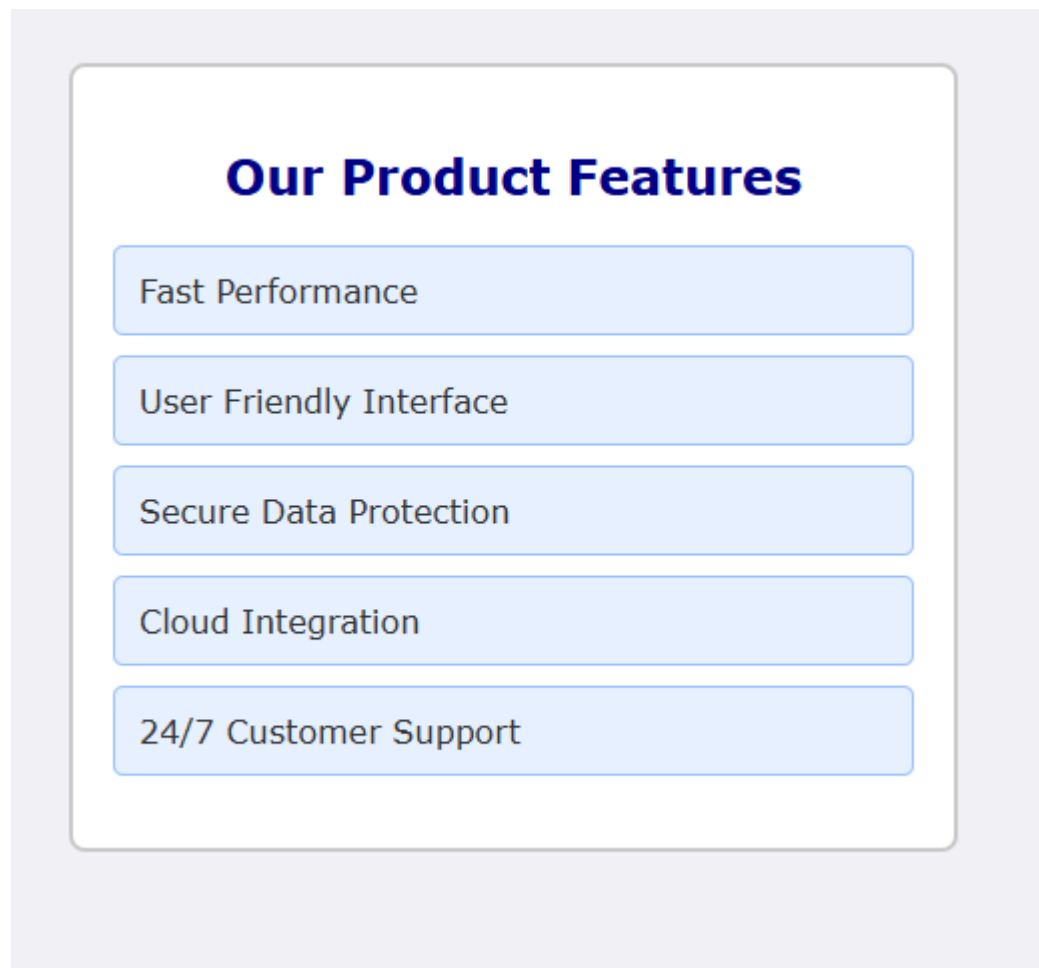 Our Product Features
Fast Performance
User Friendly Interface
Secure Data Protection
Cloud Integration
24/7 Customer Support